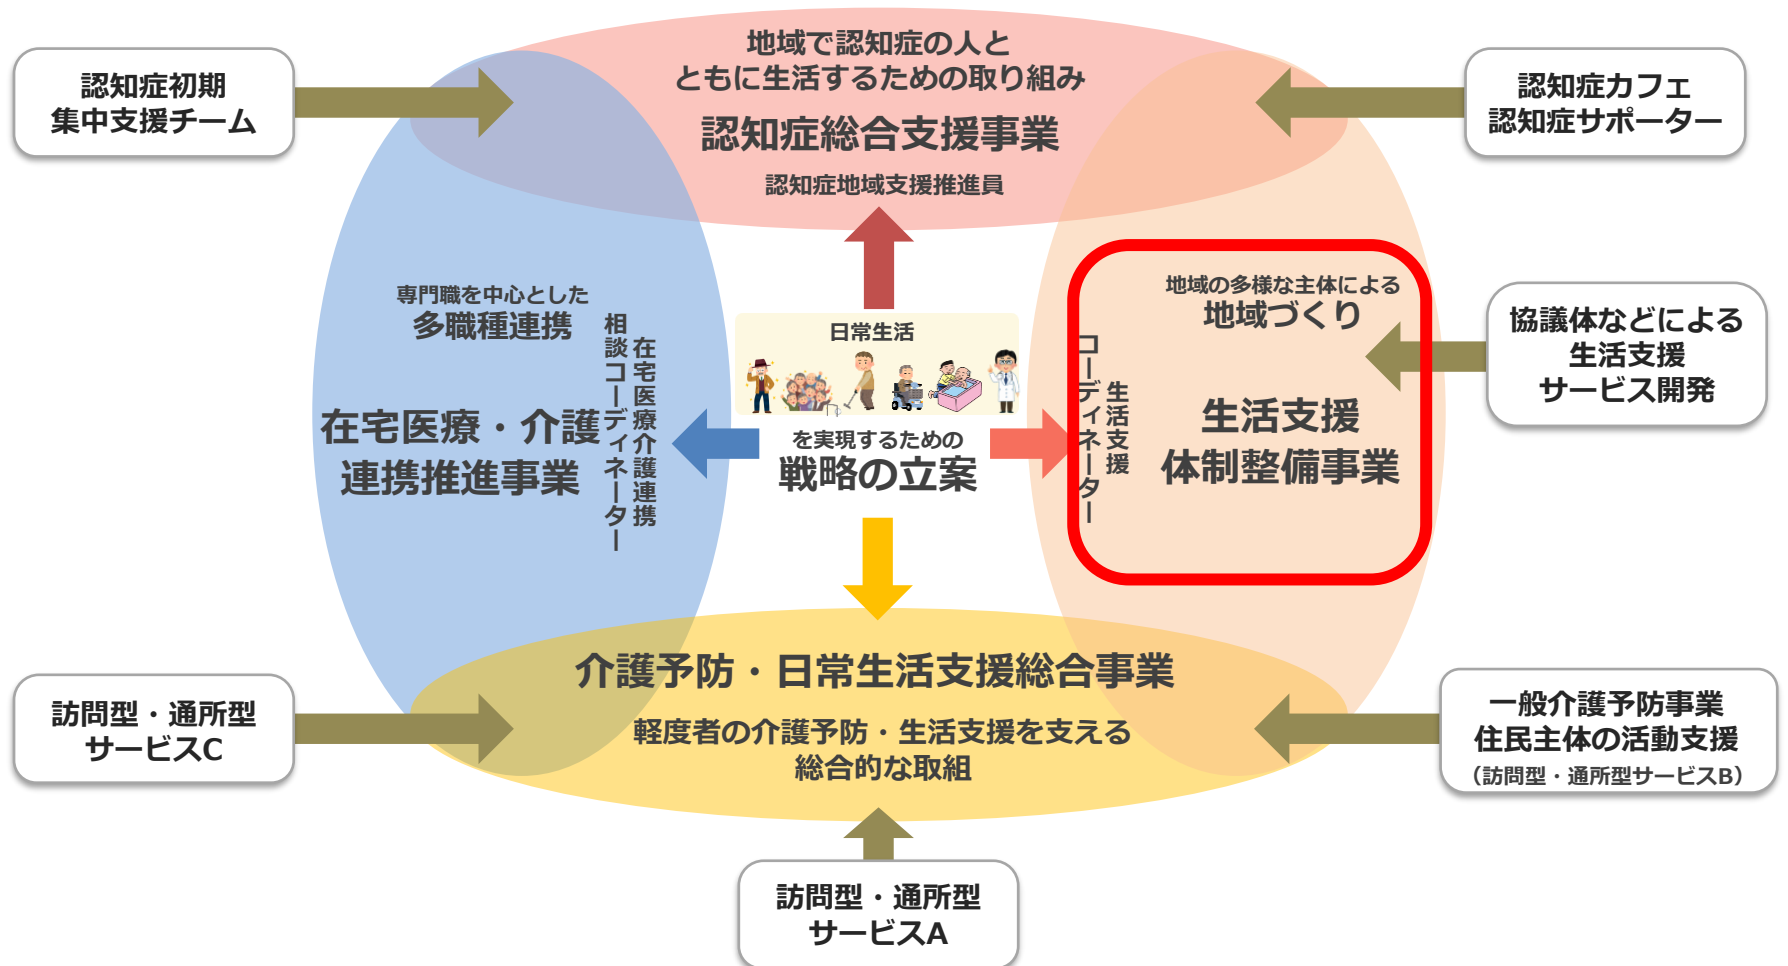 地域で認知症の人と
ともに生活するための取り組み
認知症総合支援事業
認知症地域支援推進員
認知症初期
集中支援チーム
認知症カフェ
認知症サポーター
専門職を中心とした
多職種連携
在宅医療・介護
連携推進事業
在宅医療介護連携
相談コーディネーター
日常生活
を実現するための
戦略の立案
地域の多様な主体による
地域づくり
生活支援
コーディネーター
生活支援
体制整備事業
協議体などによる
生活支援
サービス開発
介護予防・日常生活支援総合事業
軽度者の介護予防・生活支援を支える
総合的な取組
訪問型・通所型
サービスC
一般介護予防事業
住民主体の活動支援
（訪問型・通所型サービスB）
訪問型・通所型
サービスA